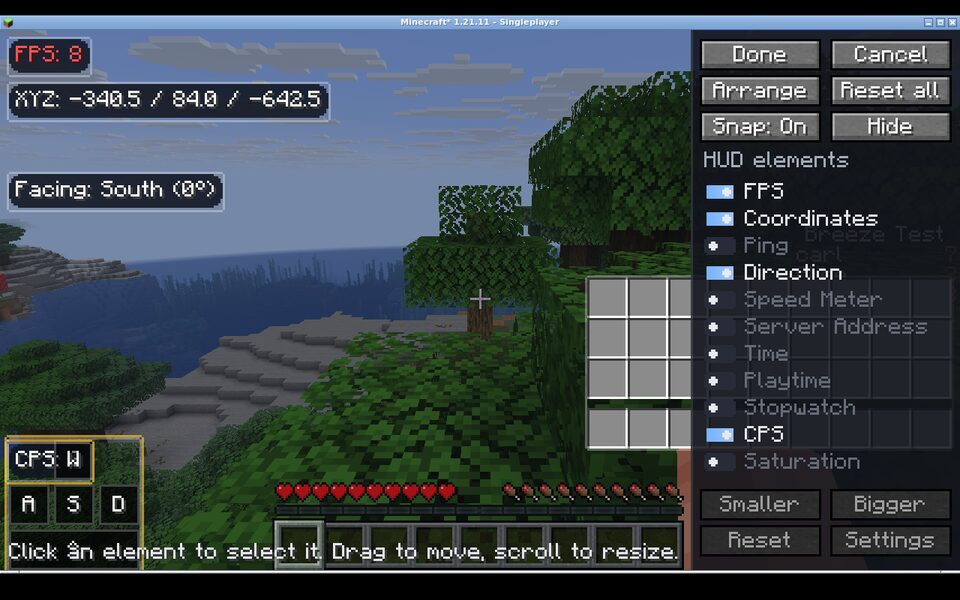 Minecraft* 1.21.11 - Singleplayer
FPS: 8
XYZ: -340.5 / 84.0 / -642.5
Facing: South (0°)
Done
Cancel
Arrange
Reset all
Snap: On
Hide
HUD elements
FPS
Coordinates
Breeze Test
Ping
carl
Direction
Speed Meter
Server Address
Time
Playtime
Stopwatch
CPS
Saturation
CPS W
A S D
Smaller
Bigger
Reset
Settings
Click an element to select it. Drag to move, scroll to resize.